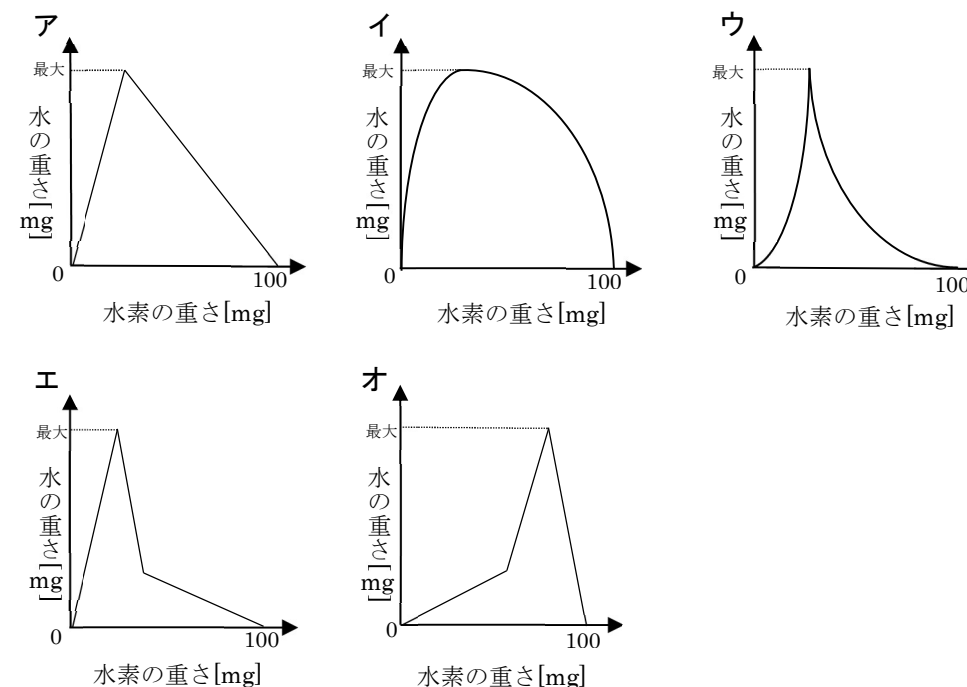 ア
最大
水の重さ[mg]
0
100
水素の重さ[mg]
イ
最大
水の重さ[mg]
0
100
水素の重さ[mg]
ウ
最大
水の重さ[mg]
0
100
水素の重さ[mg]
エ
最大
水の重さ[mg]
0
100
水素の重さ[mg]
オ
最大
水の重さ[mg]
0
100
水素の重さ[mg]